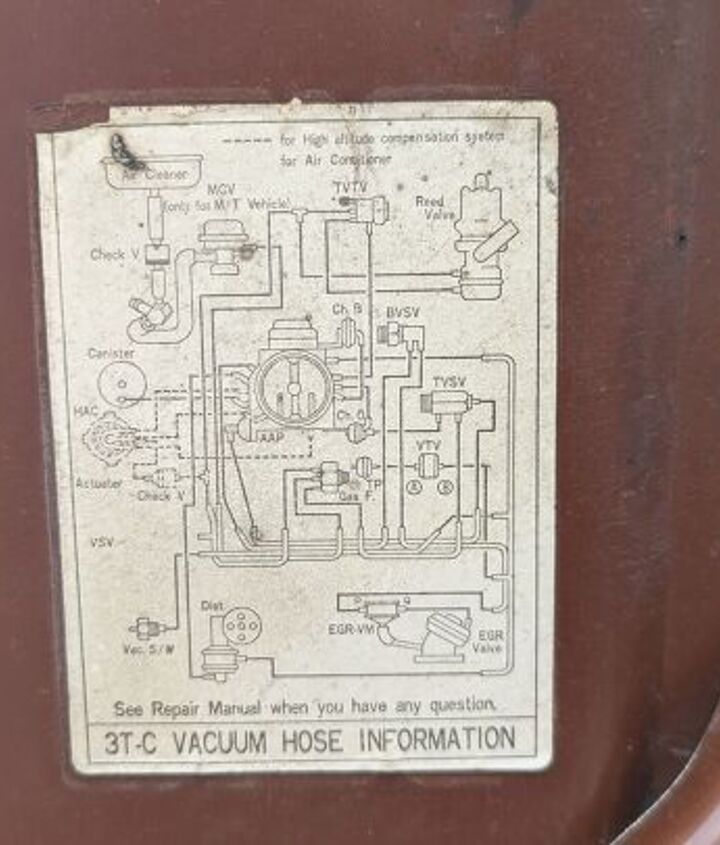 for High altitude compensation system
for Air Conditioner
Air Cleaner
MCV
(only for M/T Vehicle)
TVTV
Reed
Valve
Check V
Ch. B
BVSV
Canister
TVSV
HAC
Ch. A
AAP
VTV
Actuater
Check V
TP
Gas F.
A
B
VSV
Dist
Vac. S/W
EGR-VM
EGR
Valve
See Repair Manual when you have any question.
3T-C VACUUM HOSE INFORMATION